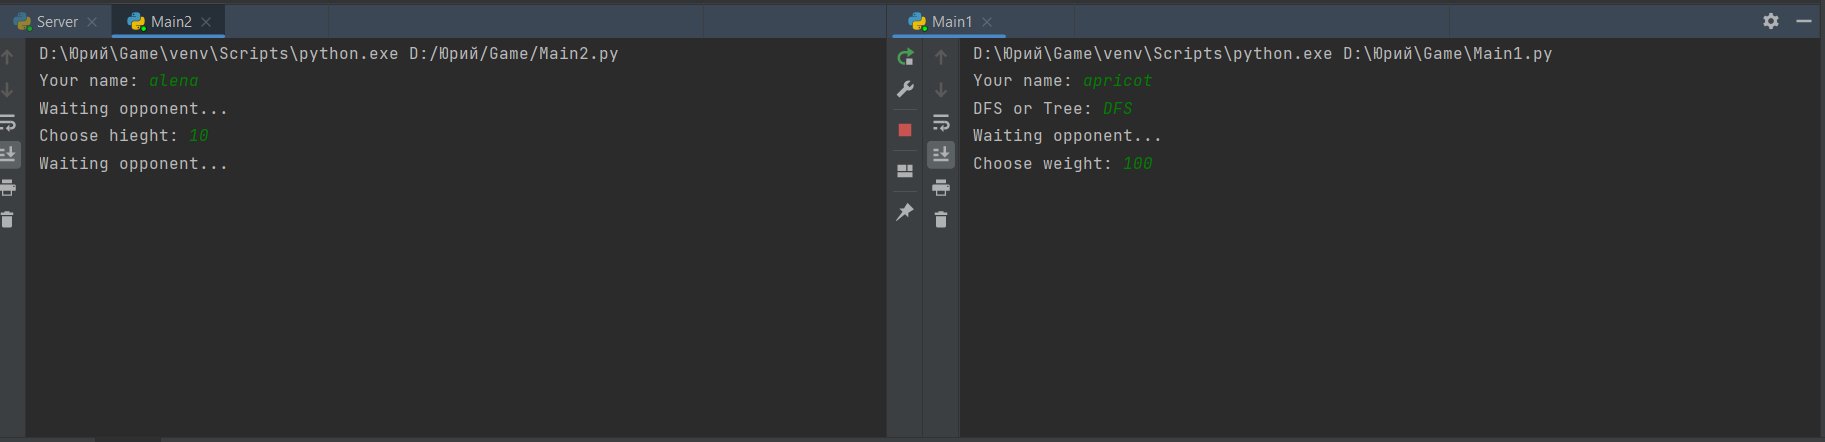 Server
Main2
D:\Юрий\Game\venv\Scripts\python.exe D:/Юрий/Game/Main2.py
Your name: alena
Waiting opponent...
Choose hieght: 10
Waiting opponent...
Main1
D:\Юрий\Game\venv\Scripts\python.exe D:\Юрий\Game\Main1.py
Your name: apricot
DFS or Tree: DFS
Waiting opponent...
Choose weight: 100